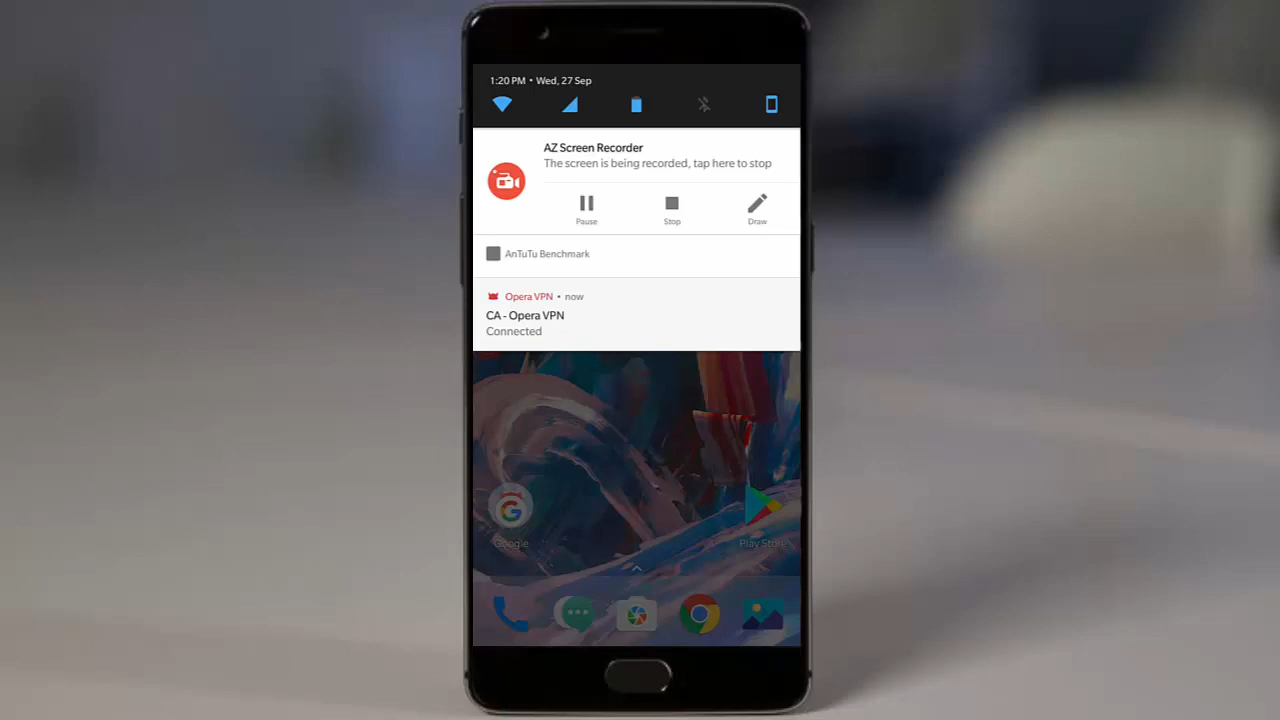 1:20 PM • Wed, 27 Sep
AZ Screen Recorder
The screen is being recorded, tap here to stop
Pause Stop Draw
AnTuTu Benchmark
Opera VPN • now
CA - Opera VPN
Connected
Google Play Store